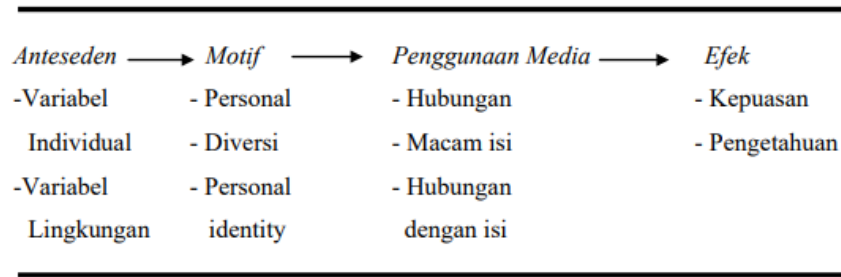 Anteseden → Motif → Penggunaan Media → Efek
-Variabel - Personal - Hubungan - Kepuasan
Individual - Diversi - Macam isi - Pengetahuan
-Variabel - Personal - Hubungan
Lingkungan identity dengan isi